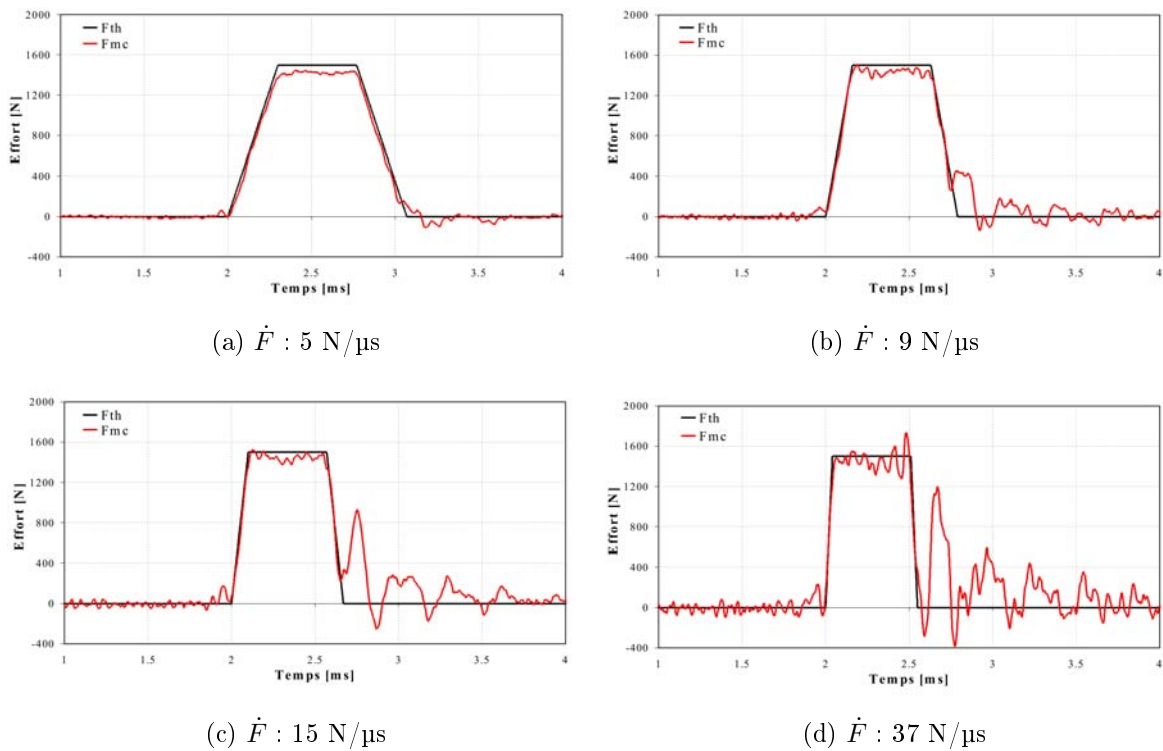 2000
1600
1200
800
400
0
-400
Effort [N]
Fth
Fmc
1
1.5
2
2.5
3
3.5
4
Temps [ms]
(a) Ḟ : 5 N/µs
2000
1600
1200
800
400
0
-400
Effort [N]
Fth
Fmc
1
1.5
2
2.5
3
3.5
4
Temps [ms]
(b) Ḟ : 9 N/µs
2000
1600
1200
800
400
0
-400
Effort [N]
Fth
Fmc
1
1.5
2
2.5
3
3.5
4
Temps [ms]
(c) Ḟ : 15 N/µs
2000
1600
1200
800
400
0
-400
Effort [N]
Fth
Fmc
1
1.5
2
2.5
3
3.5
4
Temps [ms]
(d) Ḟ : 37 N/µs